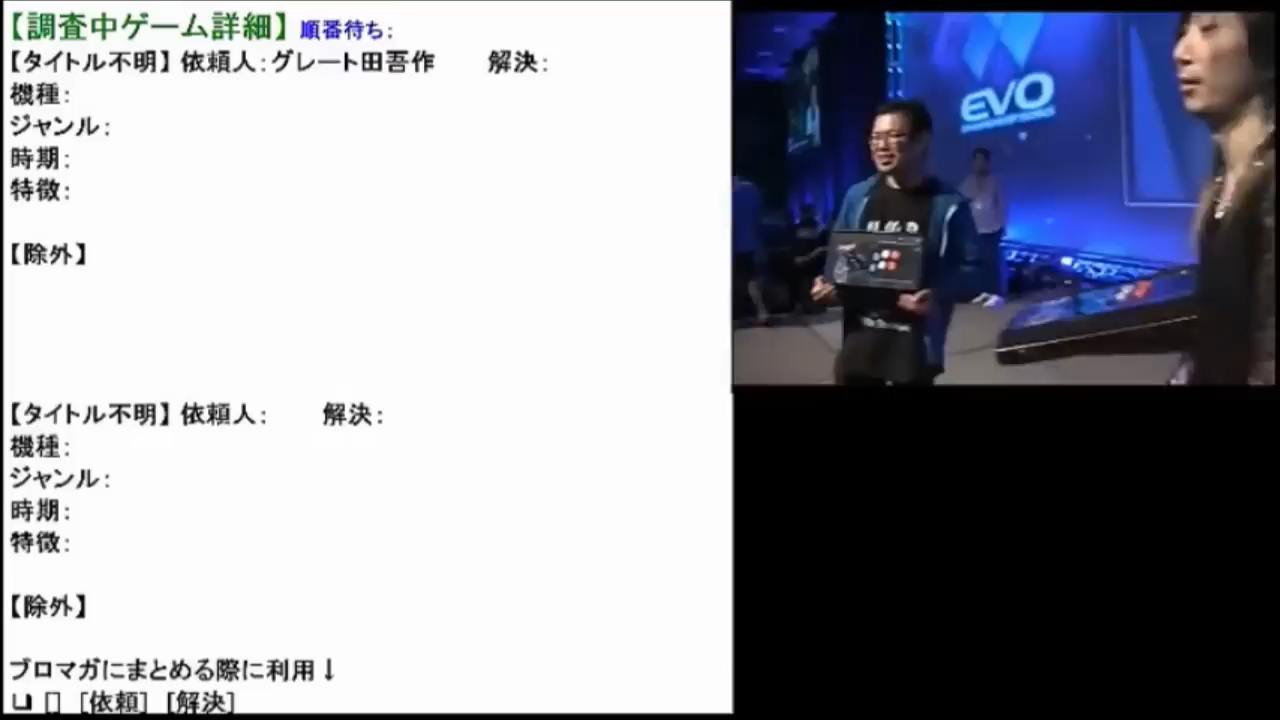 【調査中ゲーム詳細】 順番待ち:
【タイトル不明】 依頼人:グレート田吾作 解決:
機種:
ジャンル:
時期:
特徴:
【除外】
【タイトル不明】 依頼人: 解決:
機種:
ジャンル:
時期:
特徴:
【除外】
ブロマガにまとめる際に利用↓
┗ [] [依頼] [解決]
EVO